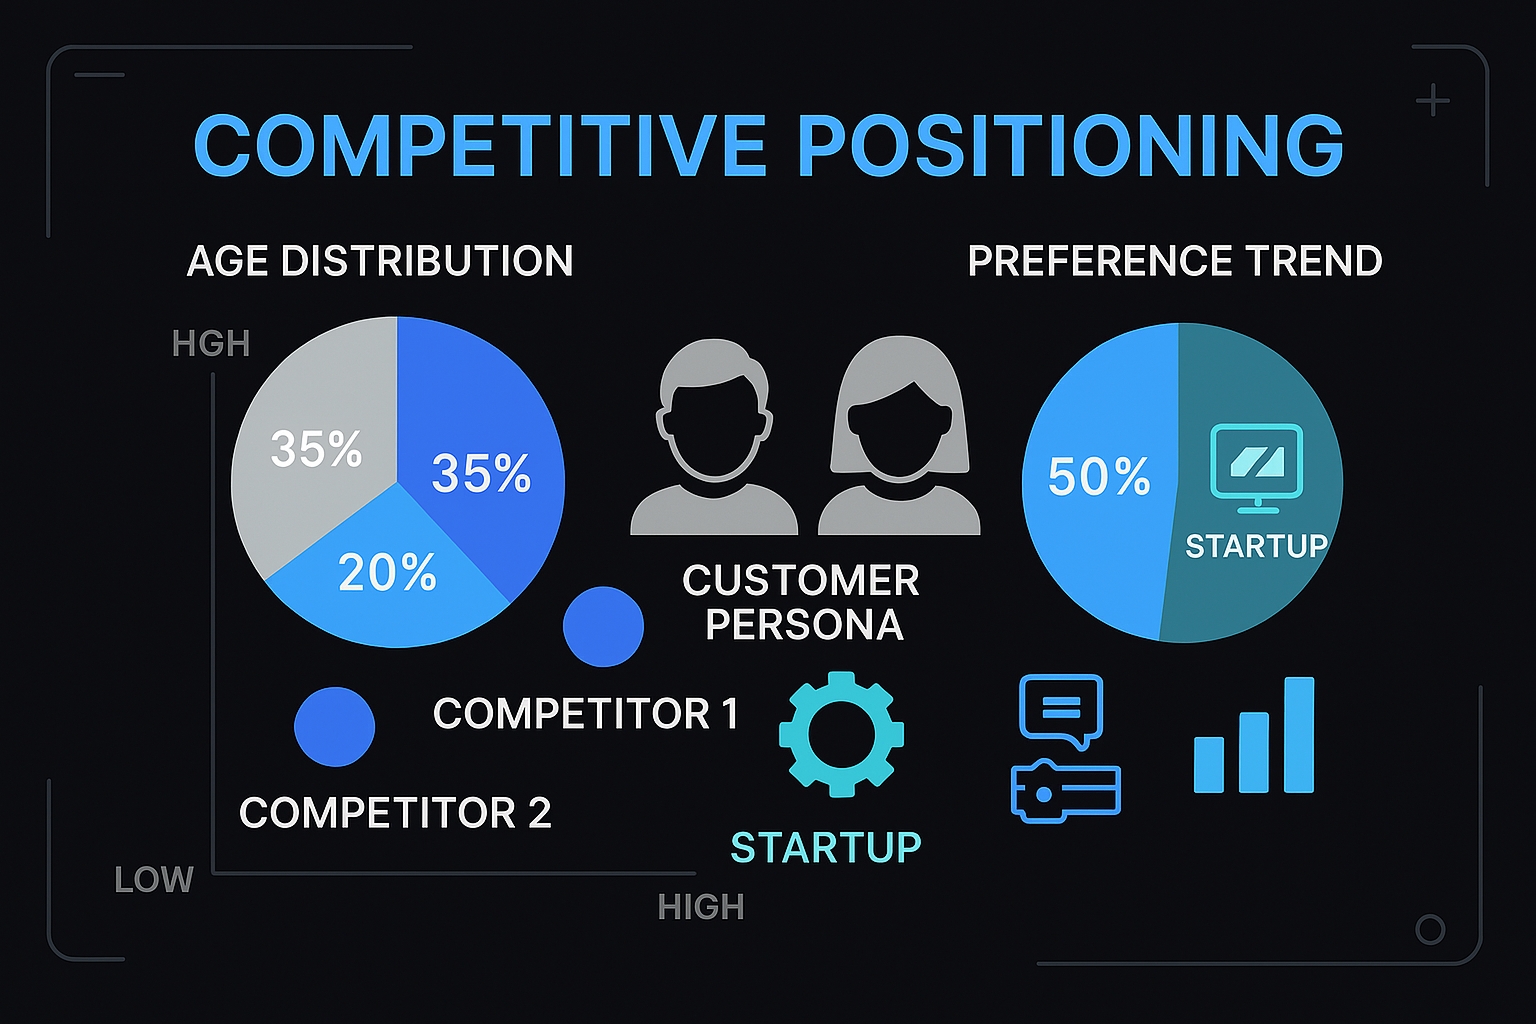 COMPETITIVE POSITIONING
AGE DISTRIBUTION
PREFERENCE TREND
HGH
35%
35%
20%
50%
STARTUP
CUSTOMER
PERSONA
COMPETITOR 1
COMPETITOR 2
STARTUP
LOW
HIGH